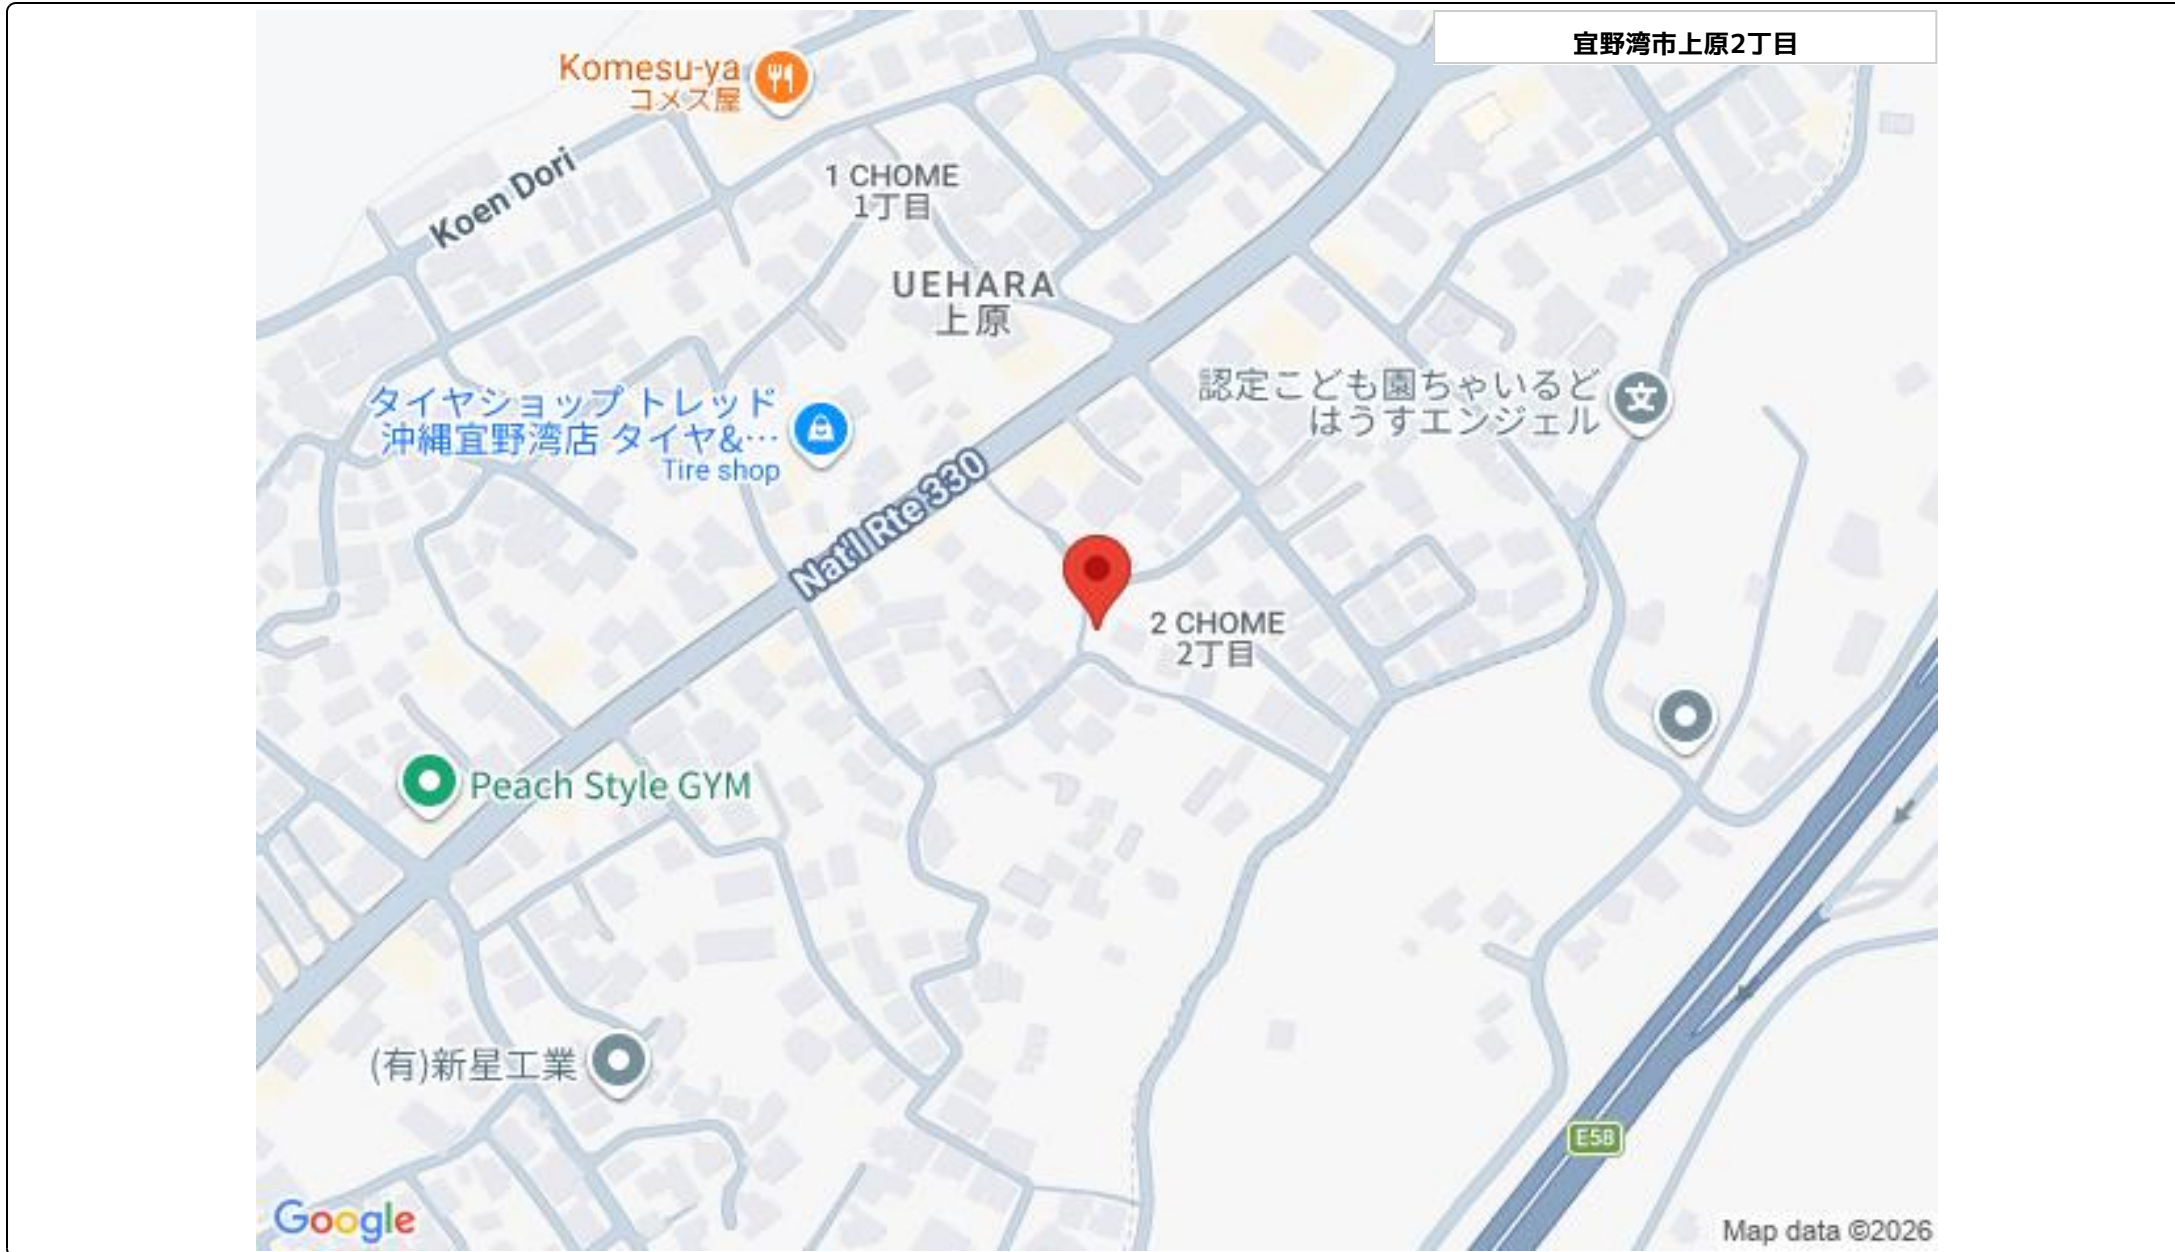 宜野湾市上原2丁目
Komesu-ya
コメス屋
Koen Dori
1 CHOME
1丁目
UEHARA
上原
認定こども園ちゃいるど
はうすエンジェル
タイヤショップ トレッド
沖縄宜野湾店 タイヤ&…
Tire shop
Nat'l Rte 330
2 CHOME
2丁目
Peach Style GYM
(有)新星工業
E58
Google
Map data ©2026